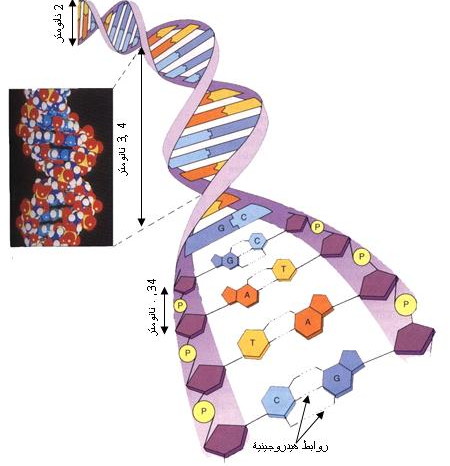 2 نانومتر
3,4 نانومتر
G C
G C
P
P
A T
0,34 نانومتر
P
P
T A
P
C G
P
روابط هيدروجينية